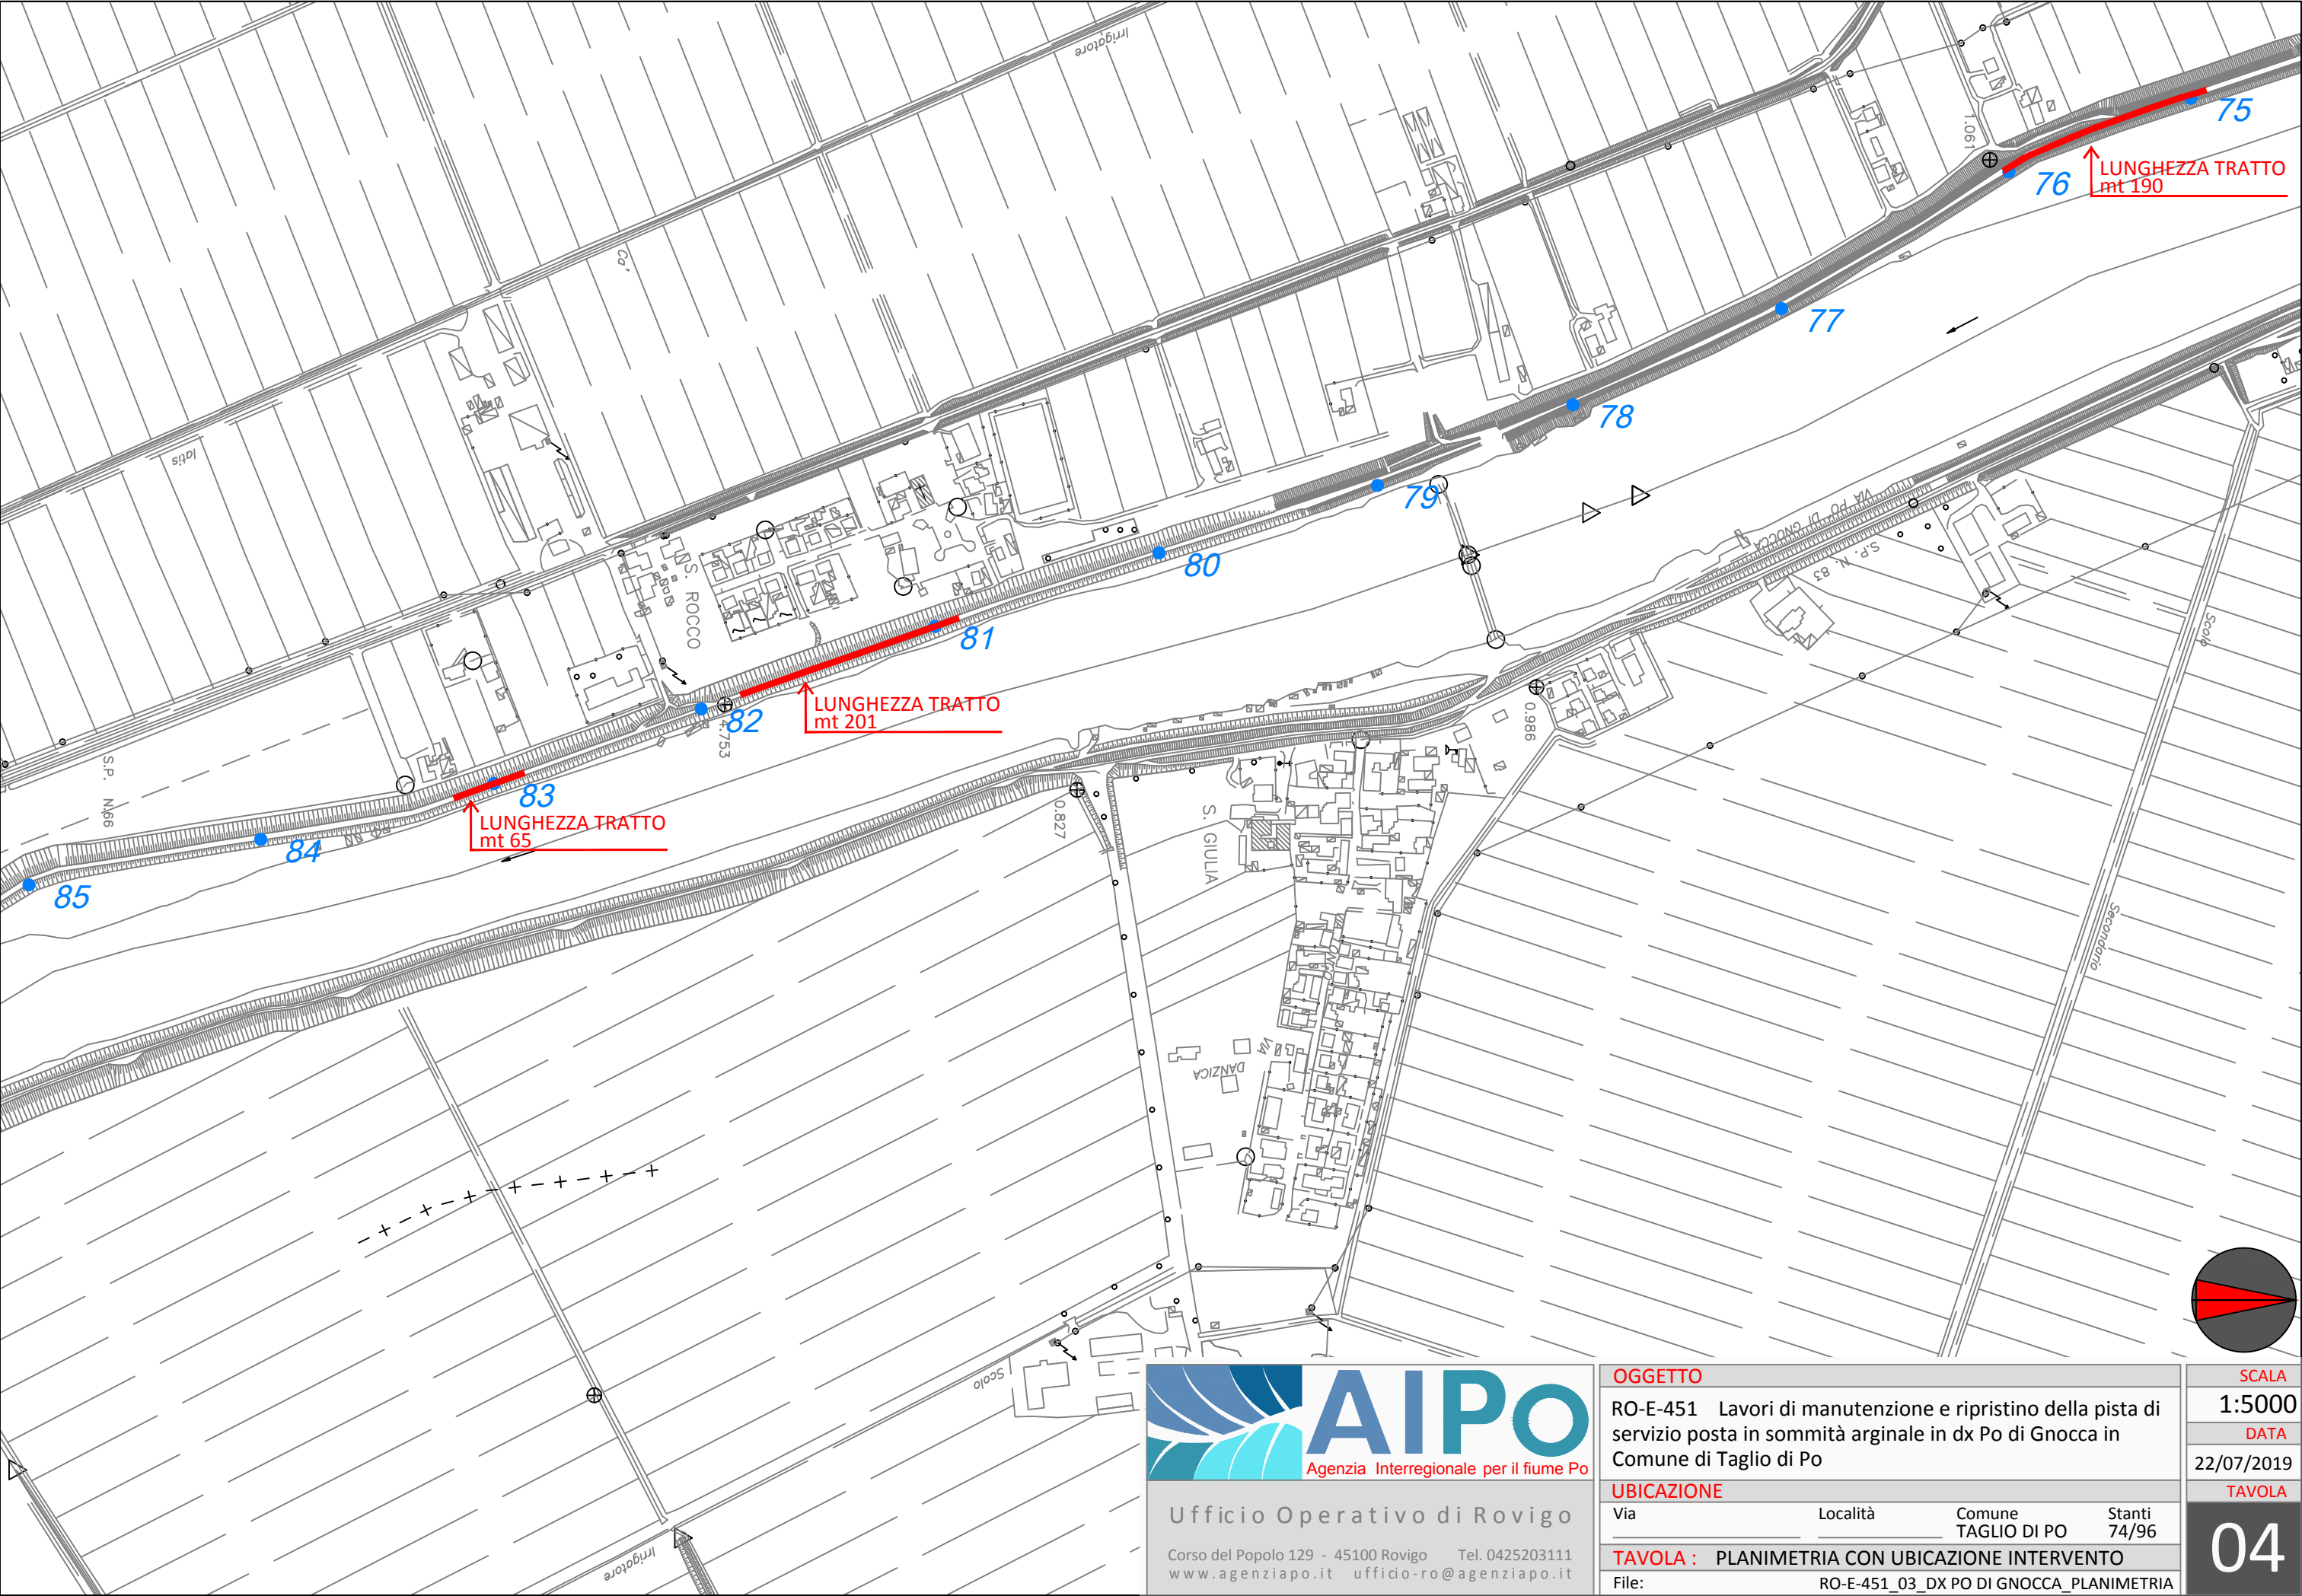 Irrigatore
Ca'
Iatis
1.061
75
LUNGHEZZA TRATTO
mt 190
76
77
78
79
80
VIA PO DI GNOCCA
S.P. N. 83
Scolo
Secondario
S. ROCCO
81
LUNGHEZZA TRATTO
mt 201
82
4.753
0.986
S.P. N66
83
LUNGHEZZA TRATTO
mt 65
84
85
0.827
S. GIULIA
VIA
DANZICA
Scolo
Irrigatore
AIPo
Agenzia Interregionale per il fiume Po
Ufficio Operativo di Rovigo
Corso del Popolo 129 - 45100 Rovigo Tel. 0425203111
www.agenziapo.it ufficio-ro@agenziapo.it
OGGETTO
RO-E-451 Lavori di manutenzione e ripristino della pista di
servizio posta in sommità arginale in dx Po di Gnocca in
Comune di Taglio di Po
UBICAZIONE
Via Località Comune Stanti
TAGLIO DI PO 74/96
TAVOLA : PLANIMETRIA CON UBICAZIONE INTERVENTO
File: RO-E-451_03_DX PO DI GNOCCA_PLANIMETRIA
SCALA
1:5000
DATA
22/07/2019
TAVOLA
04